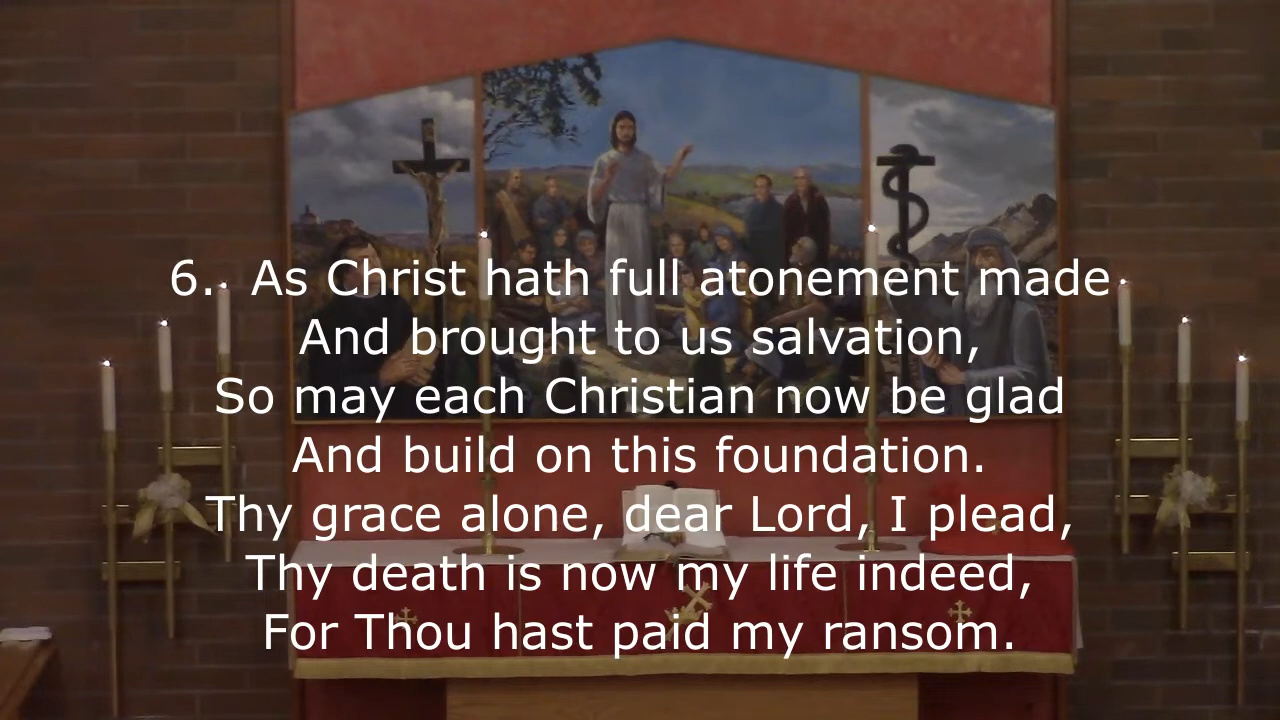 6.  As Christ hath full atonement made
And brought to us salvation,
So may each Christian now be glad
And build on this foundation.
Thy grace alone, dear Lord, I plead,
Thy death is now my life indeed,
For Thou hast paid my ransom.